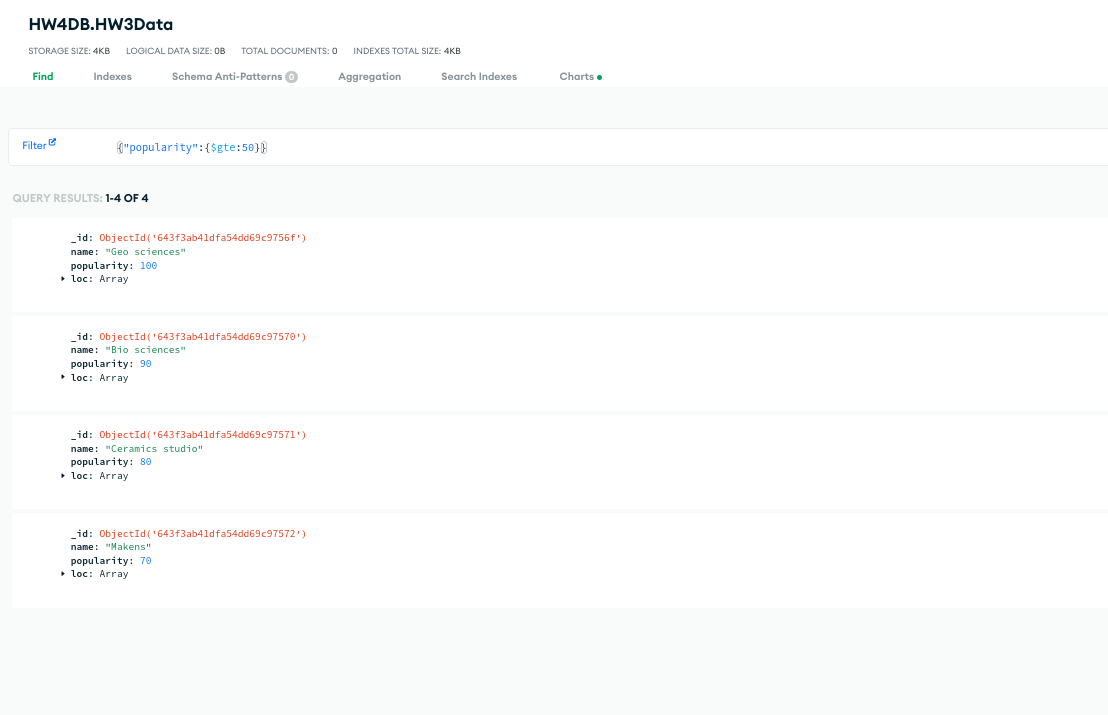 HW4DB.HW3Data
STORAGE SIZE: 4KB LOGICAL DATA SIZE: 0B TOTAL DOCUMENTS: 0 INDEXES TOTAL SIZE: 4KB
Find Indexes Schema Anti-Patterns 0 Aggregation Search Indexes Charts
Filter {"popularity":{$gte:50}}
QUERY RESULTS: 1-4 OF 4
_id: ObjectId('643f3ab41dfa54dd69c9756f')
name: "Geo sciences"
popularity: 100
loc: Array
_id: ObjectId('643f3ab41dfa54dd69c97570')
name: "Bio sciences"
popularity: 90
loc: Array
_id: ObjectId('643f3ab41dfa54dd69c97571')
name: "Ceramics studio"
popularity: 80
loc: Array
_id: ObjectId('643f3ab41dfa54dd69c97572')
name: "Makens"
popularity: 70
loc: Array